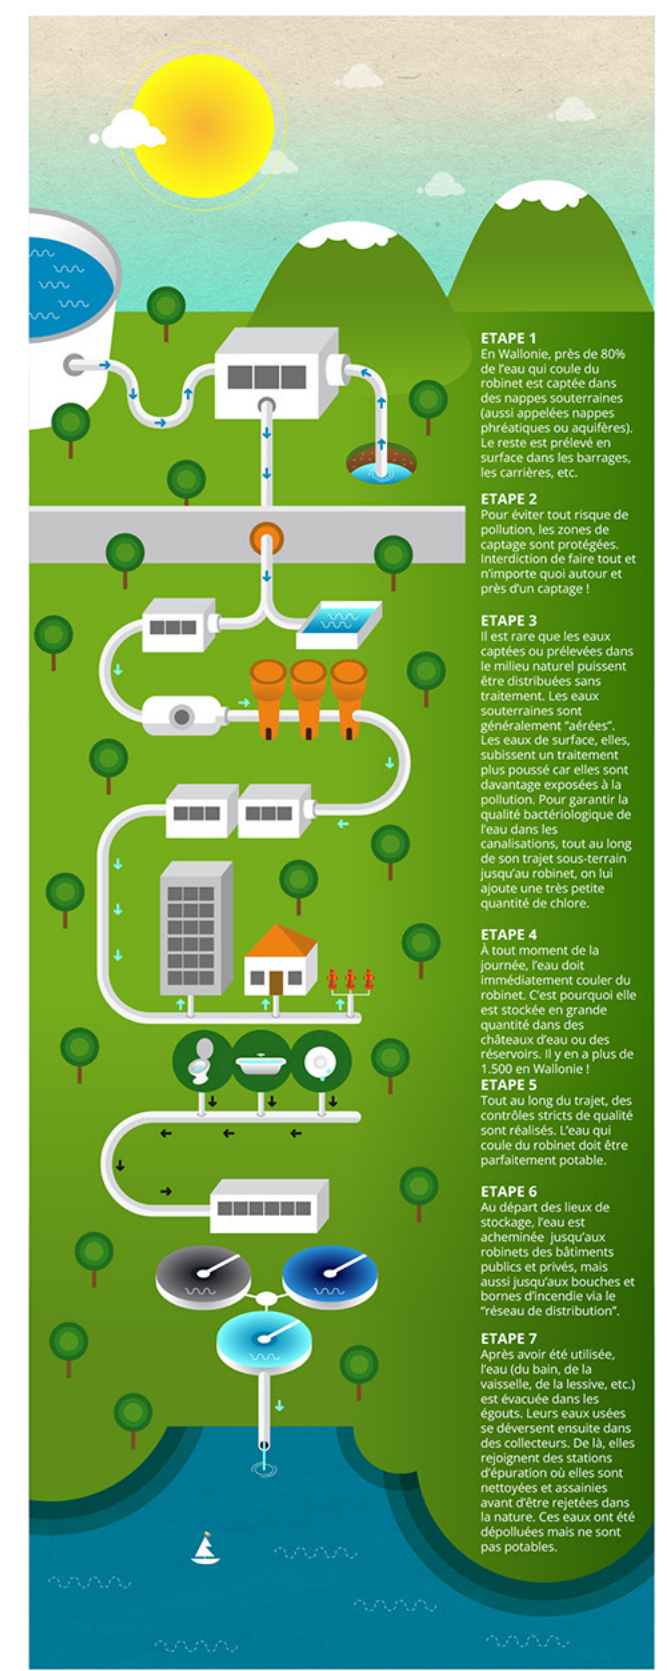 ETAPE 1
En Wallonie, près de 80%
de l’eau qui coule du
robinet est captée dans
des nappes souterraines
(aussi appelées nappes
phréatiques ou aquifères).
Le reste est prélevé en
surface dans les barrages,
les carrières, etc.
ETAPE 2
Pour éviter tout risque de
pollution, les zones de
captage sont protégées.
Interdiction de faire tout et
n’importe quoi autour et
près d’un captage !
ETAPE 3
Il est rare que les eaux
captées ou prélevées dans
le milieu naturel puissent
être distribuées sans
traitement. Les eaux
souterraines sont
généralement “aérées”.
Les eaux de surface, elles,
subissent un traitement
plus poussé car elles sont
davantage exposées à la
pollution. Pour garantir la
qualité bactériologique de
l’eau dans les
canalisations, tout au long
de son trajet sous-terrain
jusqu’au robinet, on lui
ajoute une très petite
quantité de chlore.
ETAPE 4
À tout moment de la
journée, l’eau doit
immédiatement couler du
robinet. C’est pourquoi elle
est stockée en grande
quantité dans des
châteaux d’eau ou des
réservoirs. Il y en a plus de
1.500 en Wallonie !
ETAPE 5
Tout au long du trajet, des
contrôles stricts de qualité
sont réalisés. L’eau qui
coule du robinet doit être
parfaitement potable.
ETAPE 6
Au départ des lieux de
stockage, l’eau est
acheminée jusqu’aux
robinets des bâtiments
publics et privés, mais
aussi jusqu’aux bouches et
bornes d’incendie via le
“réseau de distribution”.
ETAPE 7
Après avoir été utilisée,
l’eau (du bain, de la
vaisselle, de la lessive, etc.)
est évacuée dans les
égouts. Leurs eaux usées
se déversent ensuite dans
des collecteurs. De là, elles
rejoignent des stations
d’épuration où elles sont
nettoyées et assainies
avant d’être rejetées dans
la nature. Ces eaux ont été
dépolluées mais ne sont
pas potables.